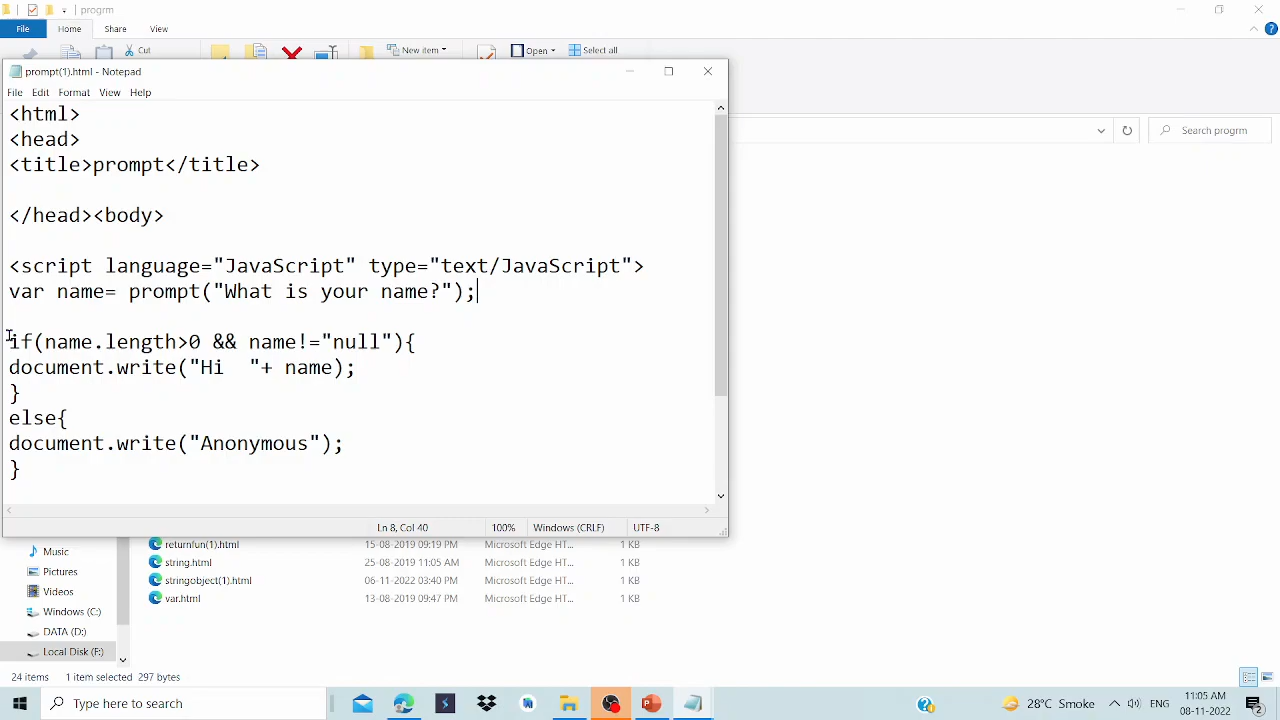 progrm
File
Home
Share
View
Cut
New item
Open
Select all
prompt(1).html - Notepad
File Edit Format View Help
<html>
<head>
<title>prompt</title>
</head><body>
<script language="JavaScript" type="text/JavaScript">
var name= prompt("What is your name?");
if(name.length>0 && name!="null"){
document.write("Hi  "+ name);
}
else{
document.write("Anonymous");
}
Ln 8, Col 40
100%
Windows (CRLF)
UTF-8
Search progrm
Music
Pictures
Videos
Windows (C:)
DATA (D:)
Local Disk (F:)
returnfun(1).html 15-08-2019 09:19 PM Microsoft Edge HT... 1 KB
string.html 25-08-2019 11:05 AM Microsoft Edge HT... 1 KB
stringobject(1).html 06-11-2022 03:40 PM Microsoft Edge HT... 1 KB
var.html 13-08-2019 09:47 PM Microsoft Edge HT... 1 KB
24 items 1 item selected 297 bytes
Type here to search
28°C Smoke
ENG
11:05 AM
08-11-2022
2